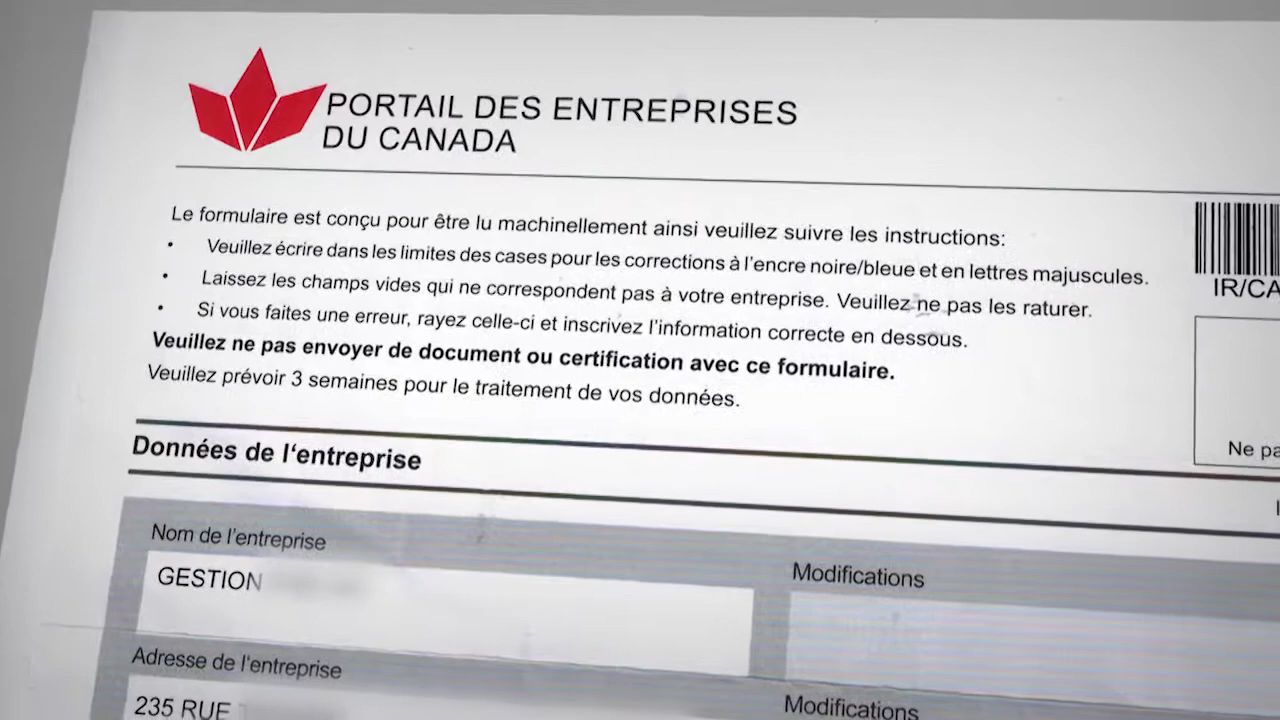 PORTAIL DES ENTREPRISES
DU CANADA
Le formulaire est conçu pour être lu machinellement ainsi veuillez suivre les instructions:
• Veuillez écrire dans les limites des cases pour les corrections à l'encre noire/bleue et en lettres majuscules.
• Laissez les champs vides qui ne correspondent pas à votre entreprise. Veuillez ne pas les raturer.
• Si vous faites une erreur, rayez celle-ci et inscrivez l'information correcte en dessous.
Veuillez ne pas envoyer de document ou certification avec ce formulaire.
Veuillez prévoir 3 semaines pour le traitement de vos données.
IR/CA
Ne pa
Données de l'entreprise
Nom de l'entreprise
Modifications
GESTION
Adresse de l'entreprise
Modifications
235 RUE